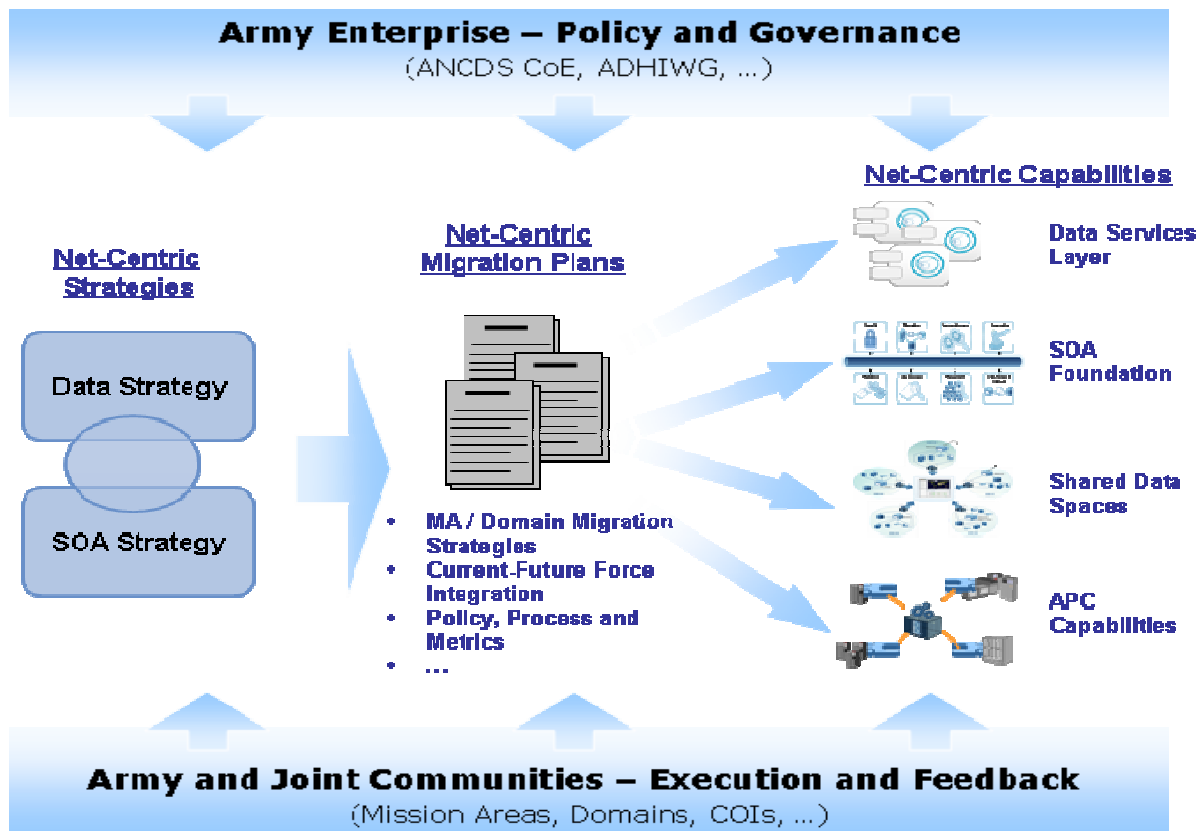 Army Enterprise – Policy and Governance
(ANCDS CoE, ADHIWG, ...)
Net-Centric
Strategies
Data Strategy
SOA Strategy
Net-Centric
Migration Plans
• MA / Domain Migration
Strategies
• Current-Future Force
Integration
• Policy, Process and
Metrics
• ...
Net-Centric Capabilities
Data Services
Layer
SOA
Foundation
Shared Data
Spaces
APC
Capabilities
Army and Joint Communities – Execution and Feedback
(Mission Areas, Domains, COIs, ...)